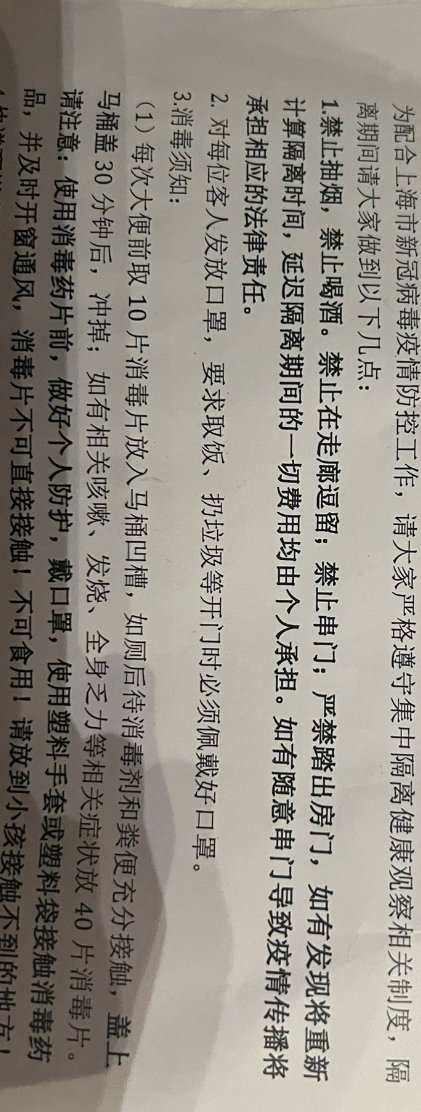 为配合上海市新冠病毒疫情防控工作，请大家严格遵守集中隔离健康观察相关制度，隔
离期间请大家做到以下几点：
1.禁止抽烟，禁止喝酒。禁止在走廊逗留；禁止串门；严禁踏出房门，如有发现将重新
计算隔离时间，延迟隔离期间的一切费用均由个人承担。如有随意串门导致疫情传播将
承担相应的法律责任。
2. 对每位客人发放口罩，要求取饭、扔垃圾等开门时必须佩戴好口罩。
3.消毒须知：
（1）每次大便前取 10 片消毒片放入马桶凹槽，如厕后待消毒剂和粪便充分接触，盖上
马桶盖 30 分钟后，冲掉；如有相关咳嗽、发烧、全身乏力等相关症状放 40 片消毒片。
请注意：使用消毒药片前，做好个人防护，戴口罩，使用塑料手套或塑料袋接触消毒药
品，并及时开窗通风，消毒片不可直接接触！不可食用！请放到小孩接触不到的地方！